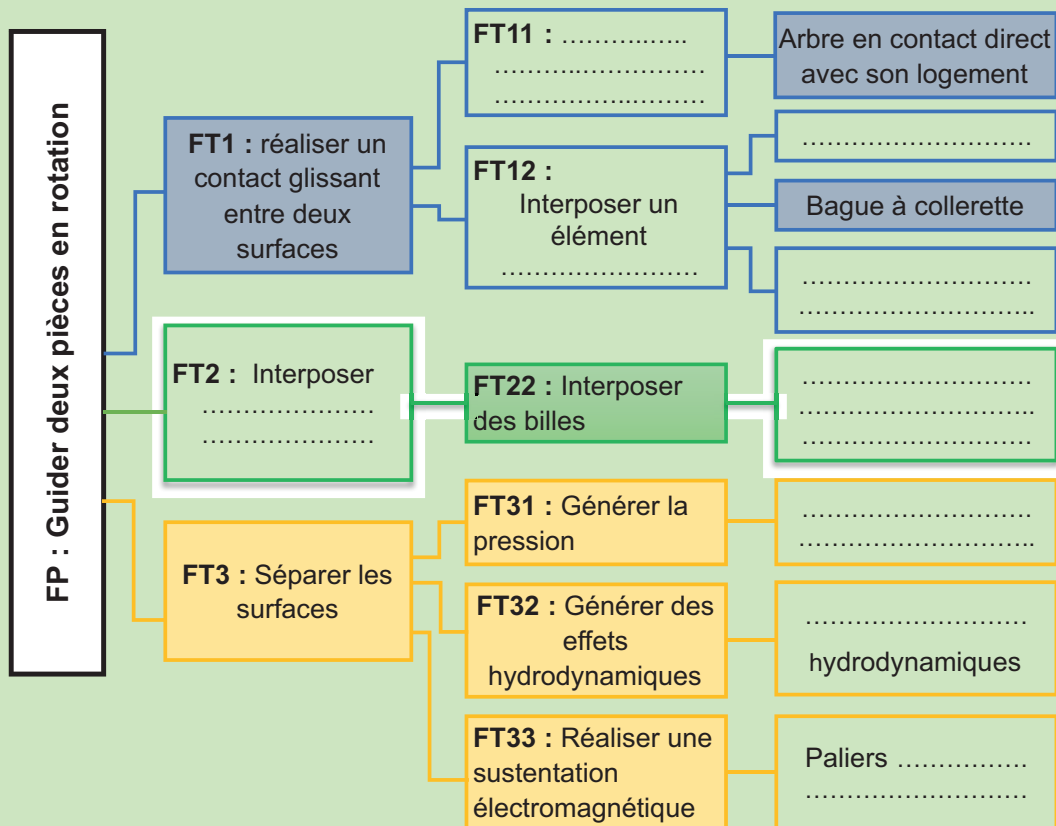 FP : Guider deux pièces en rotation
FT1 : réaliser un
contact glissant
entre deux
surfaces
FT11 : ………..…...
………..……………
……………..………
Arbre en contact direct
avec son logement
FT12 :
Interposer un
élément
……………………
…………………………
Bague à collerette
…………………………
…………………………..
FT2 : Interposer
…………………
…………………
FT22 : Interposer
des billes
…………………………
…………………………
…………………………
FT3 : Séparer les
surfaces
FT31 : Générer la
pression
…………………………
…………………………..
FT32 : Générer des
effets
hydrodynamiques
……………………….
hydrodynamiques
FT33 : Réaliser une
sustentation
électromagnétique
Paliers ……………..
……………………….